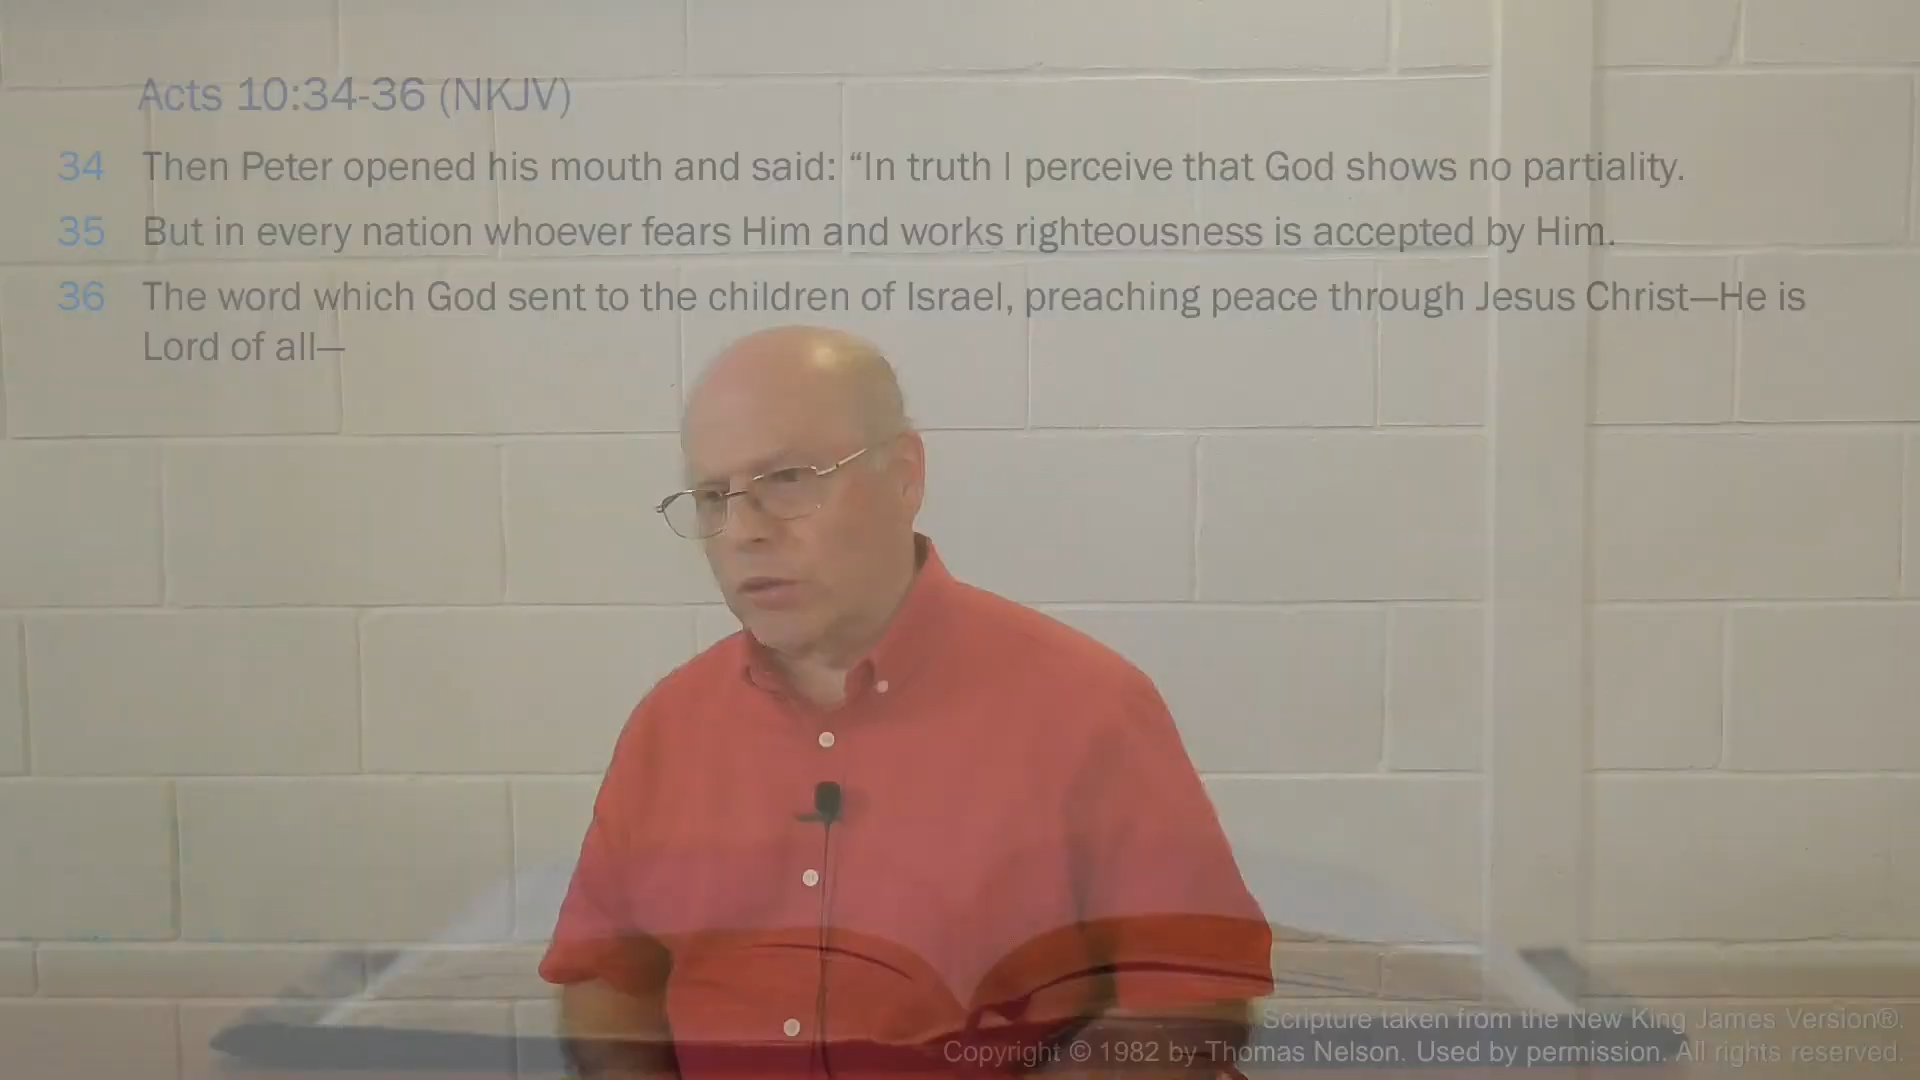 Acts 10:34-36 (NKJV)
34 Then Peter opened his mouth and said: “In truth I perceive that God shows no partiality.
35 But in every nation whoever fears Him and works righteousness is accepted by Him.
36 The word which God sent to the children of Israel, preaching peace through Jesus Christ—He is
Lord of all—
Scripture taken from the New King James Version®.
Copyright © 1982 by Thomas Nelson. Used by permission. All rights reserved.